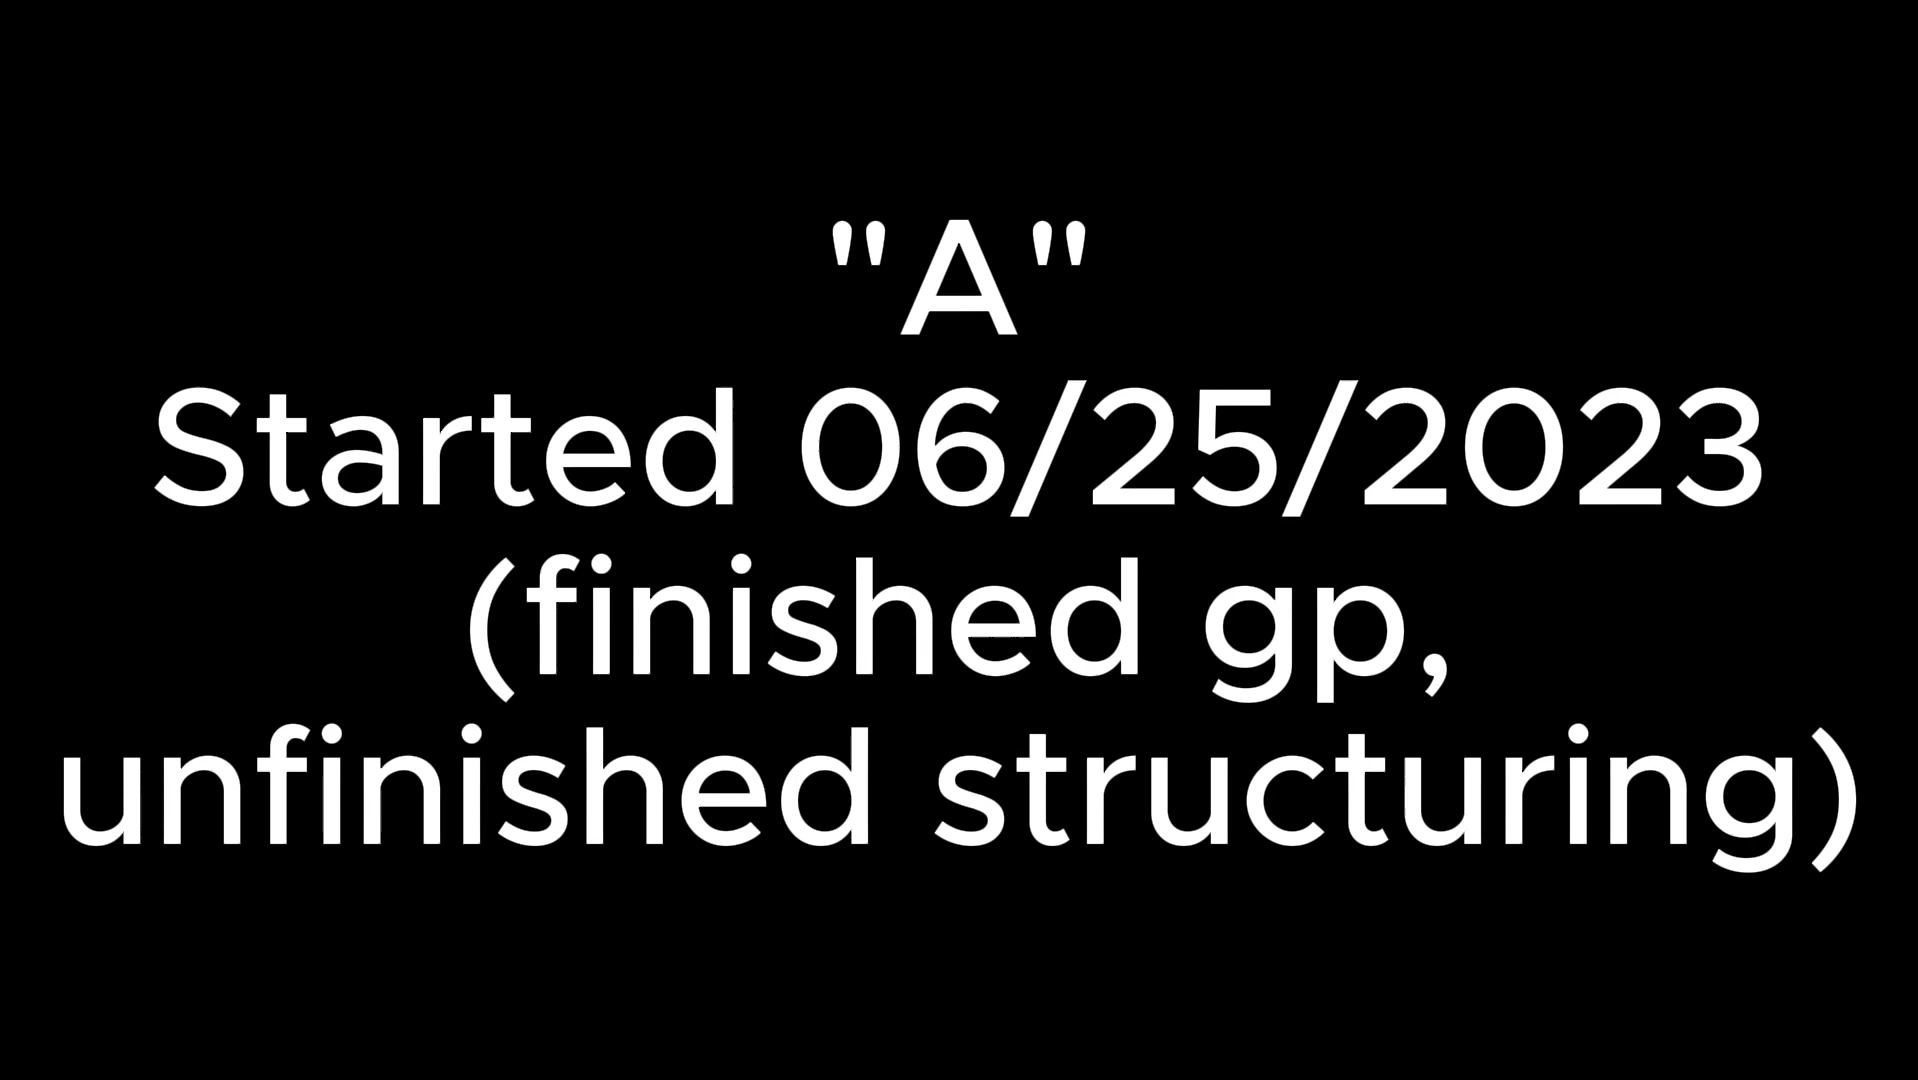 "A"
Started 06/25/2023
(finished gp,
unfinished structuring)